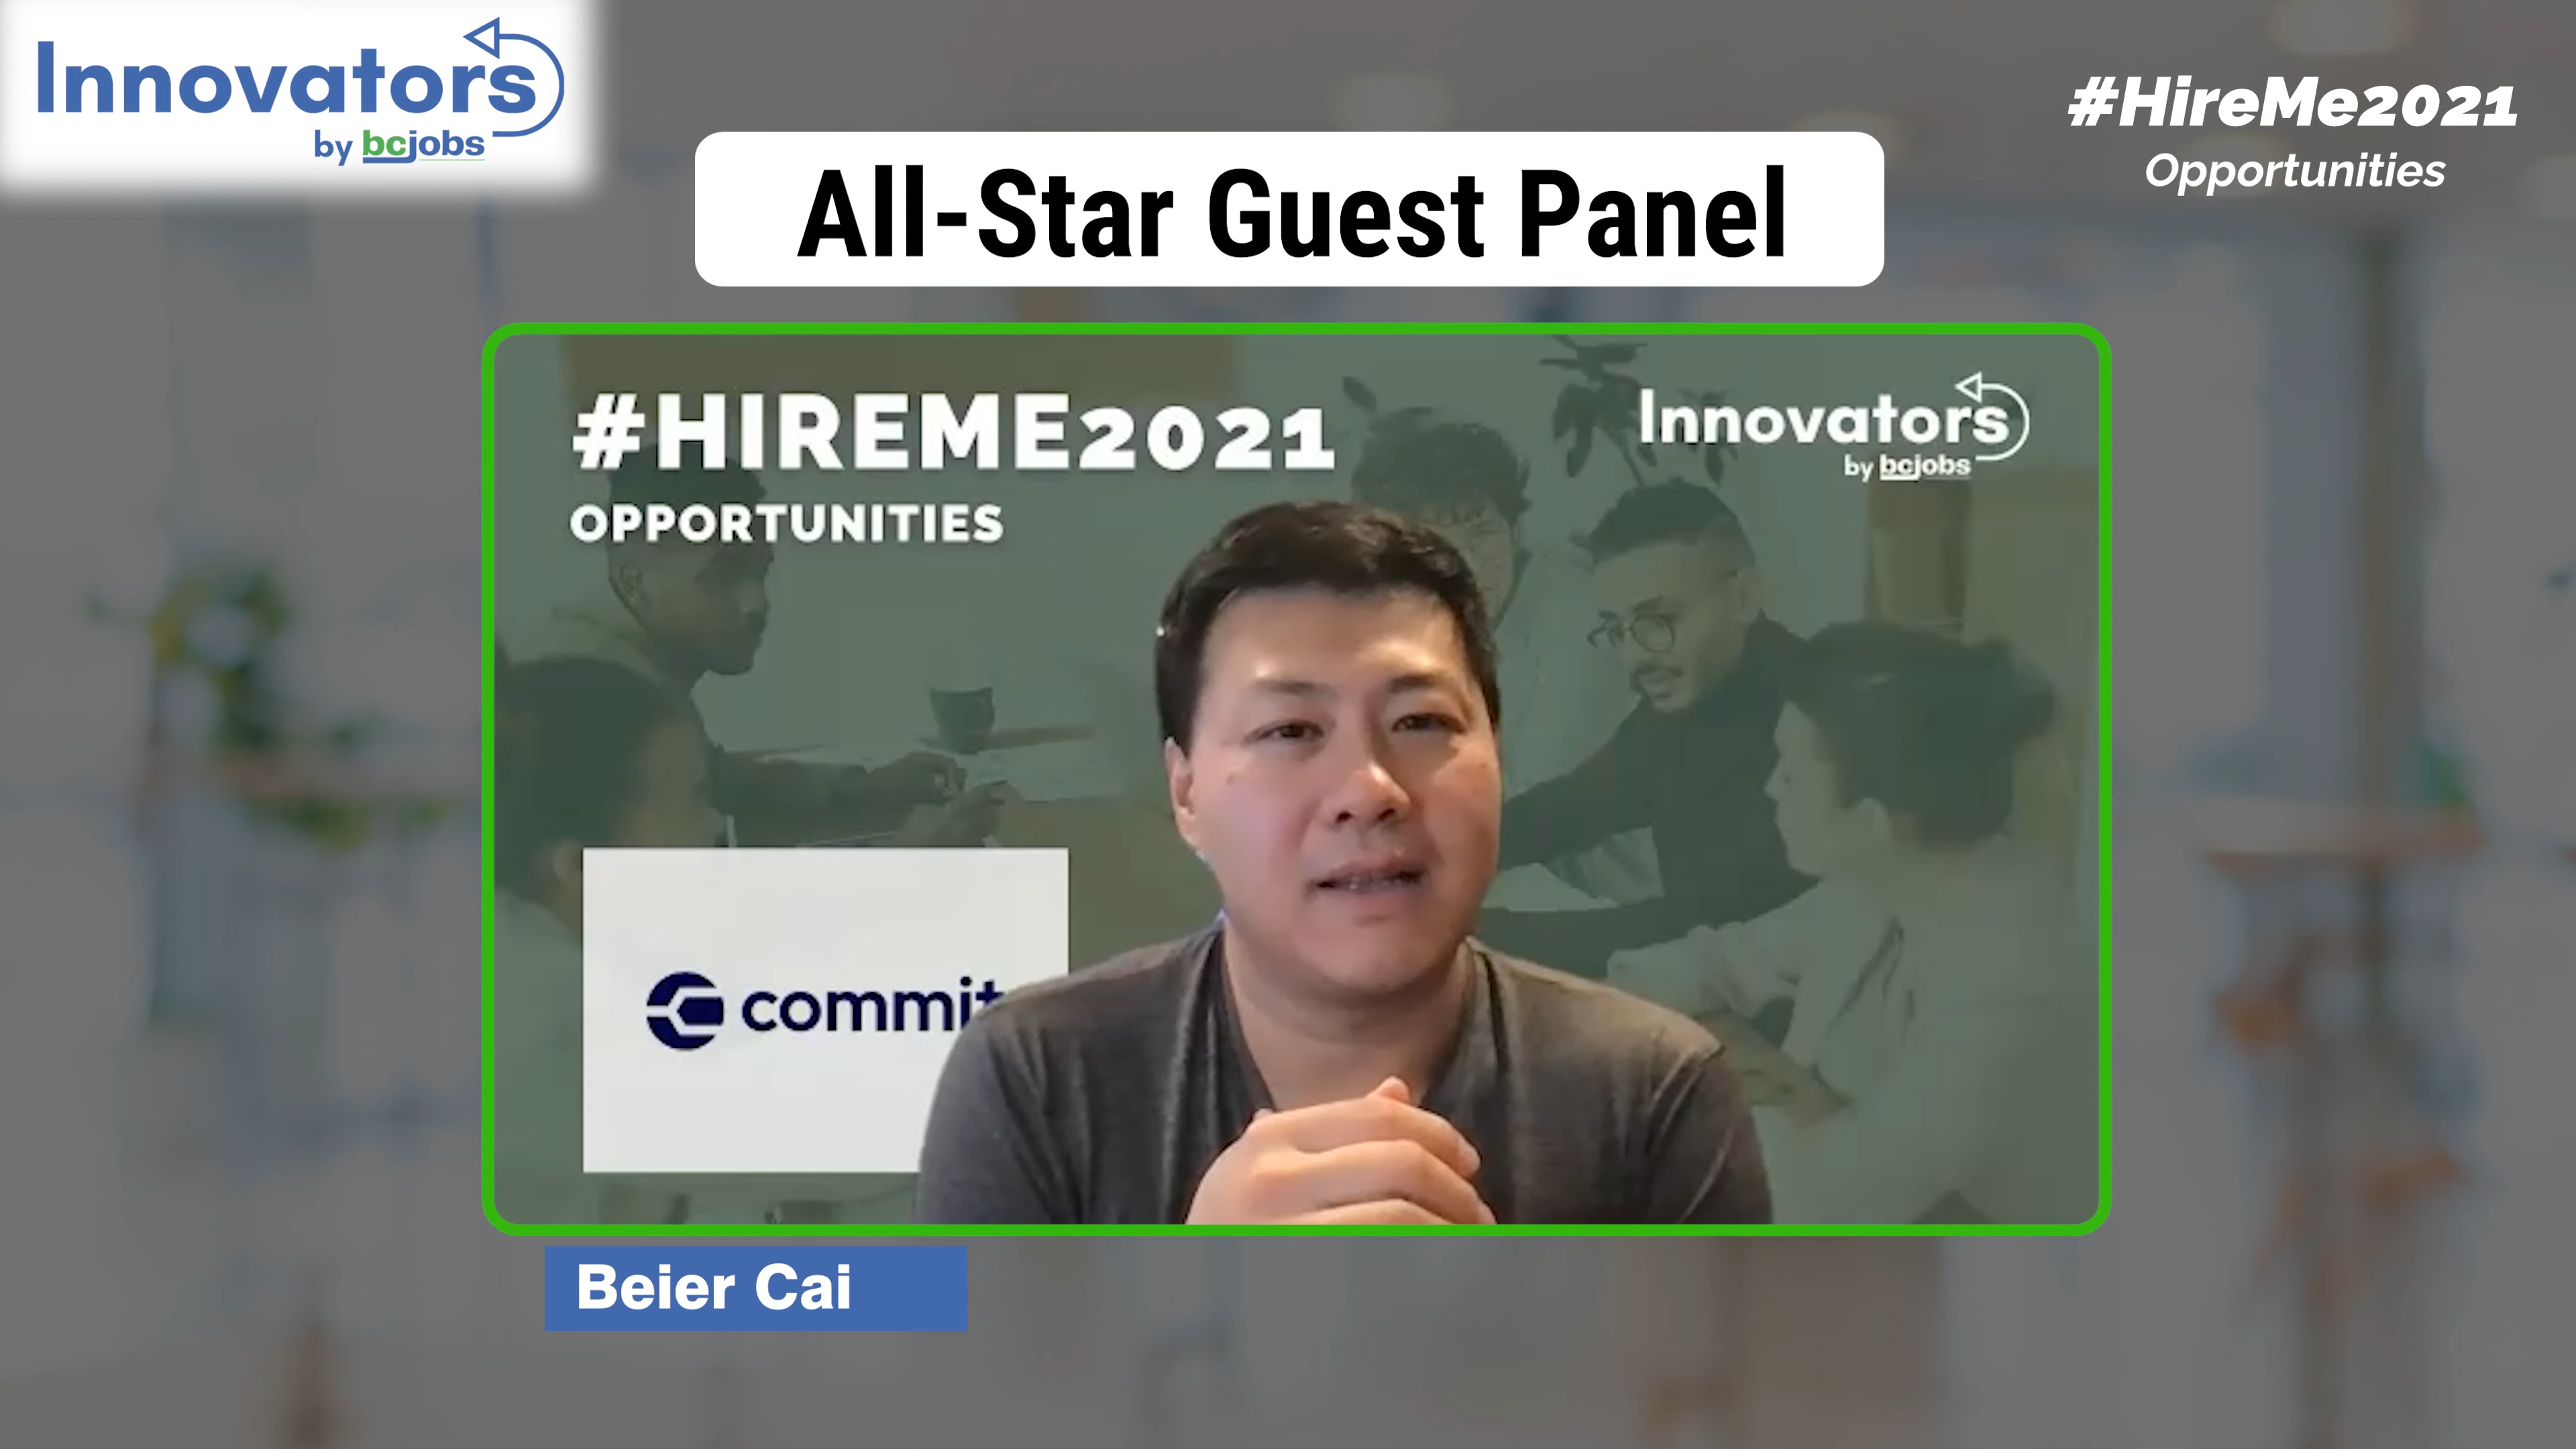 Innovators
by bcjobs
#HireMe2021
Opportunities
All-Star Guest Panel
#HIREME2021
OPPORTUNITIES
Innovators
by bcjobs
commit
Beier Cai